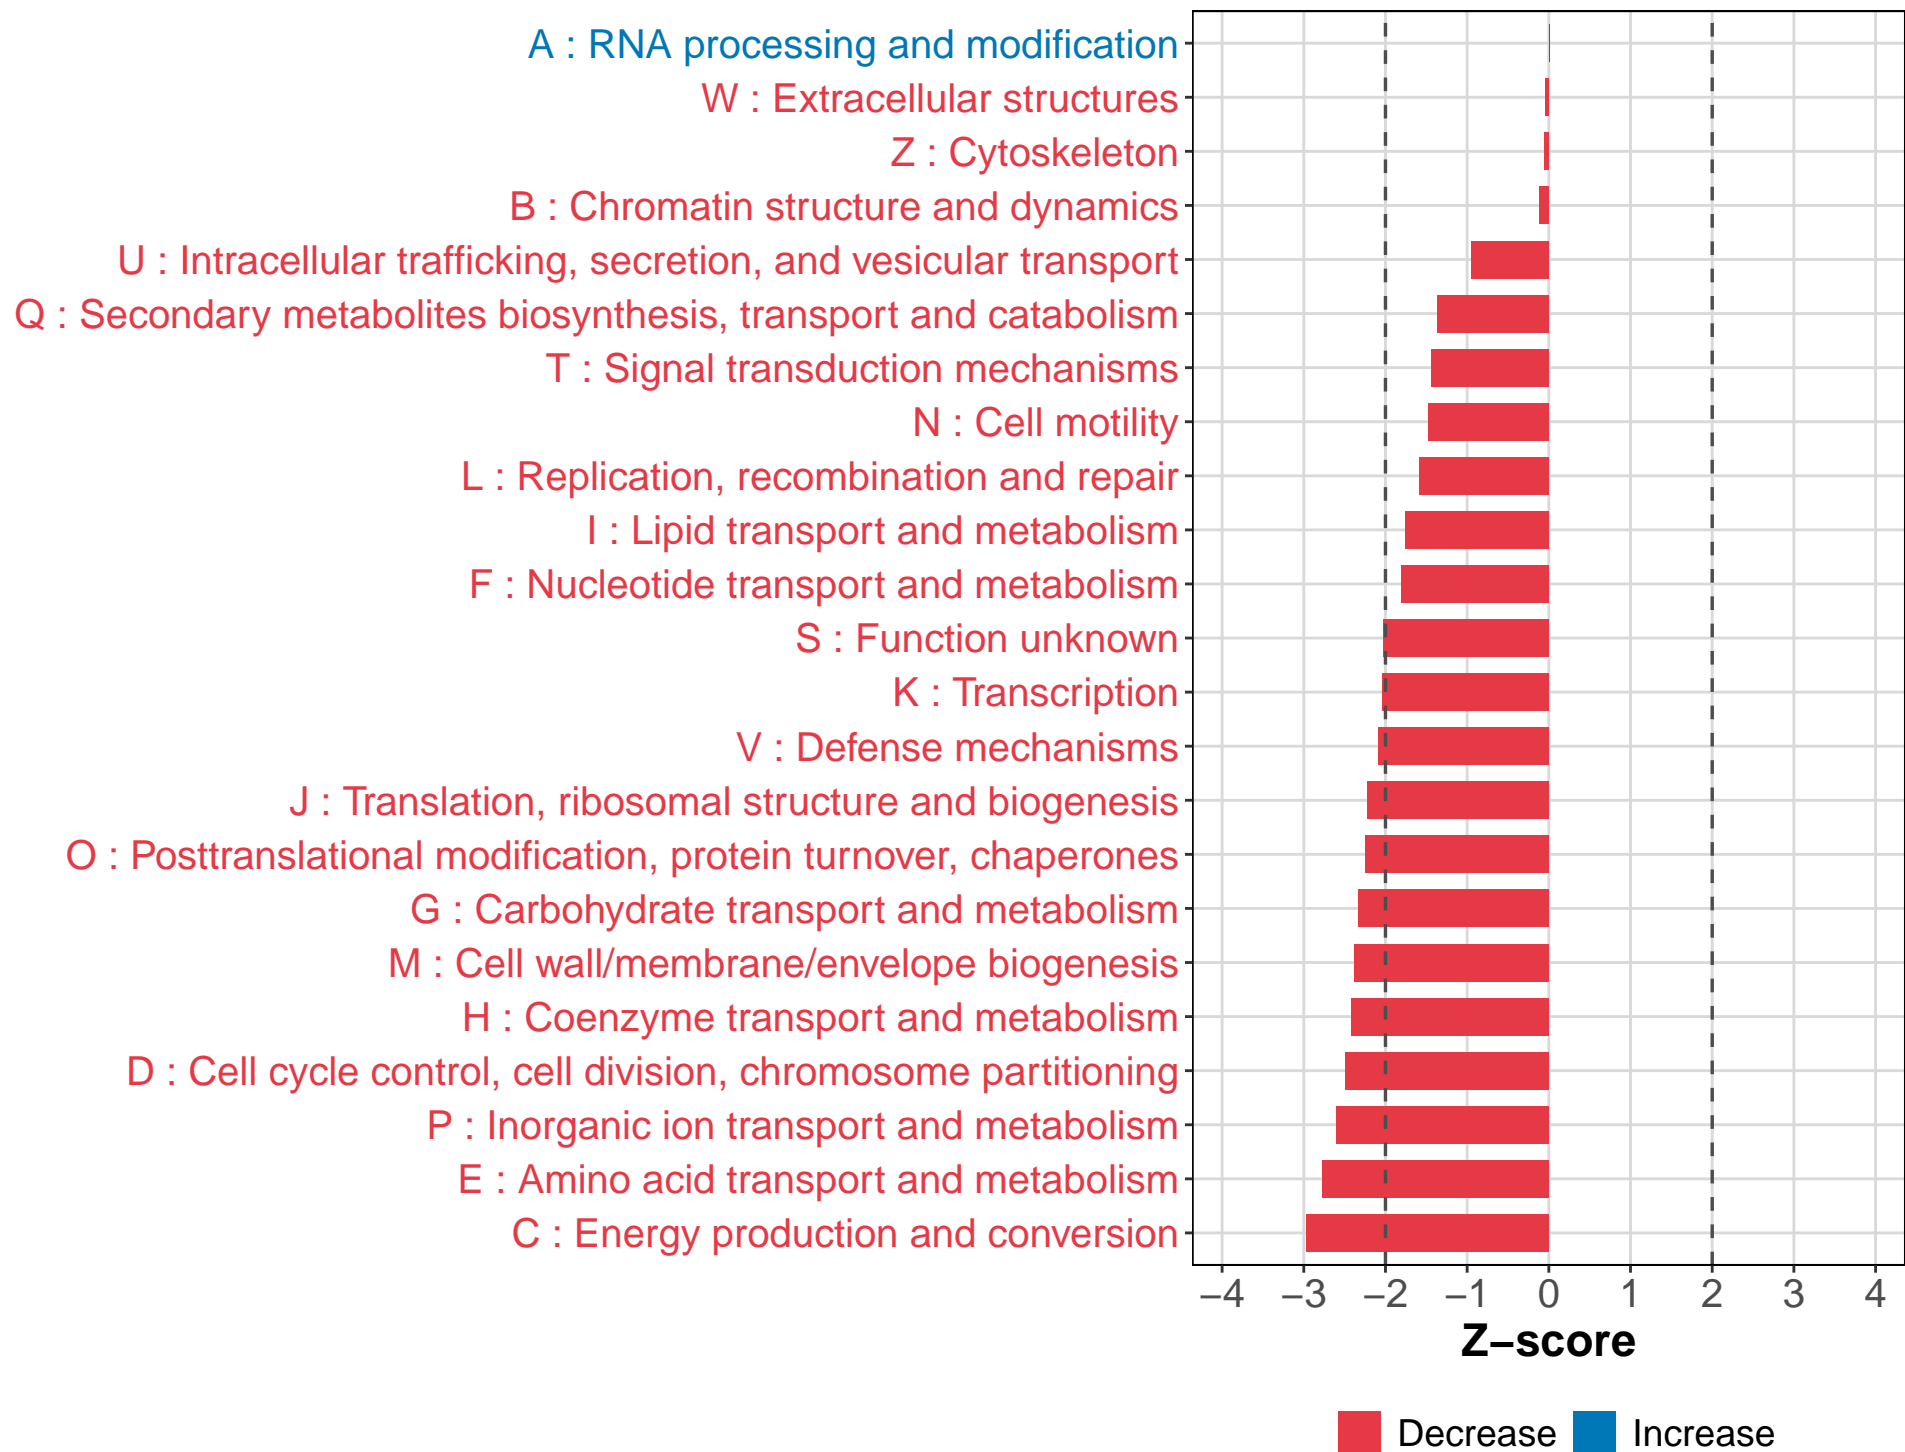 A : RNA processing and modification
W : Extracellular structures
Z : Cytoskeleton
B : Chromatin structure and dynamics
U : Intracellular trafficking, secretion, and vesicular transport
Q : Secondary metabolites biosynthesis, transport and catabolism
T : Signal transduction mechanisms
N : Cell motility
L : Replication, recombination and repair
I : Lipid transport and metabolism
F : Nucleotide transport and metabolism
S : Function unknown
K : Transcription
V : Defense mechanisms
J : Translation, ribosomal structure and biogenesis
O : Posttranslational modification, protein turnover, chaperones
G : Carbohydrate transport and metabolism
M : Cell wall/membrane/envelope biogenesis
H : Coenzyme transport and metabolism
D : Cell cycle control, cell division, chromosome partitioning
P : Inorganic ion transport and metabolism
E : Amino acid transport and metabolism
C : Energy production and conversion
−4 −3 −2 −1 0 1 2 3 4
Z−score
Decrease Increase